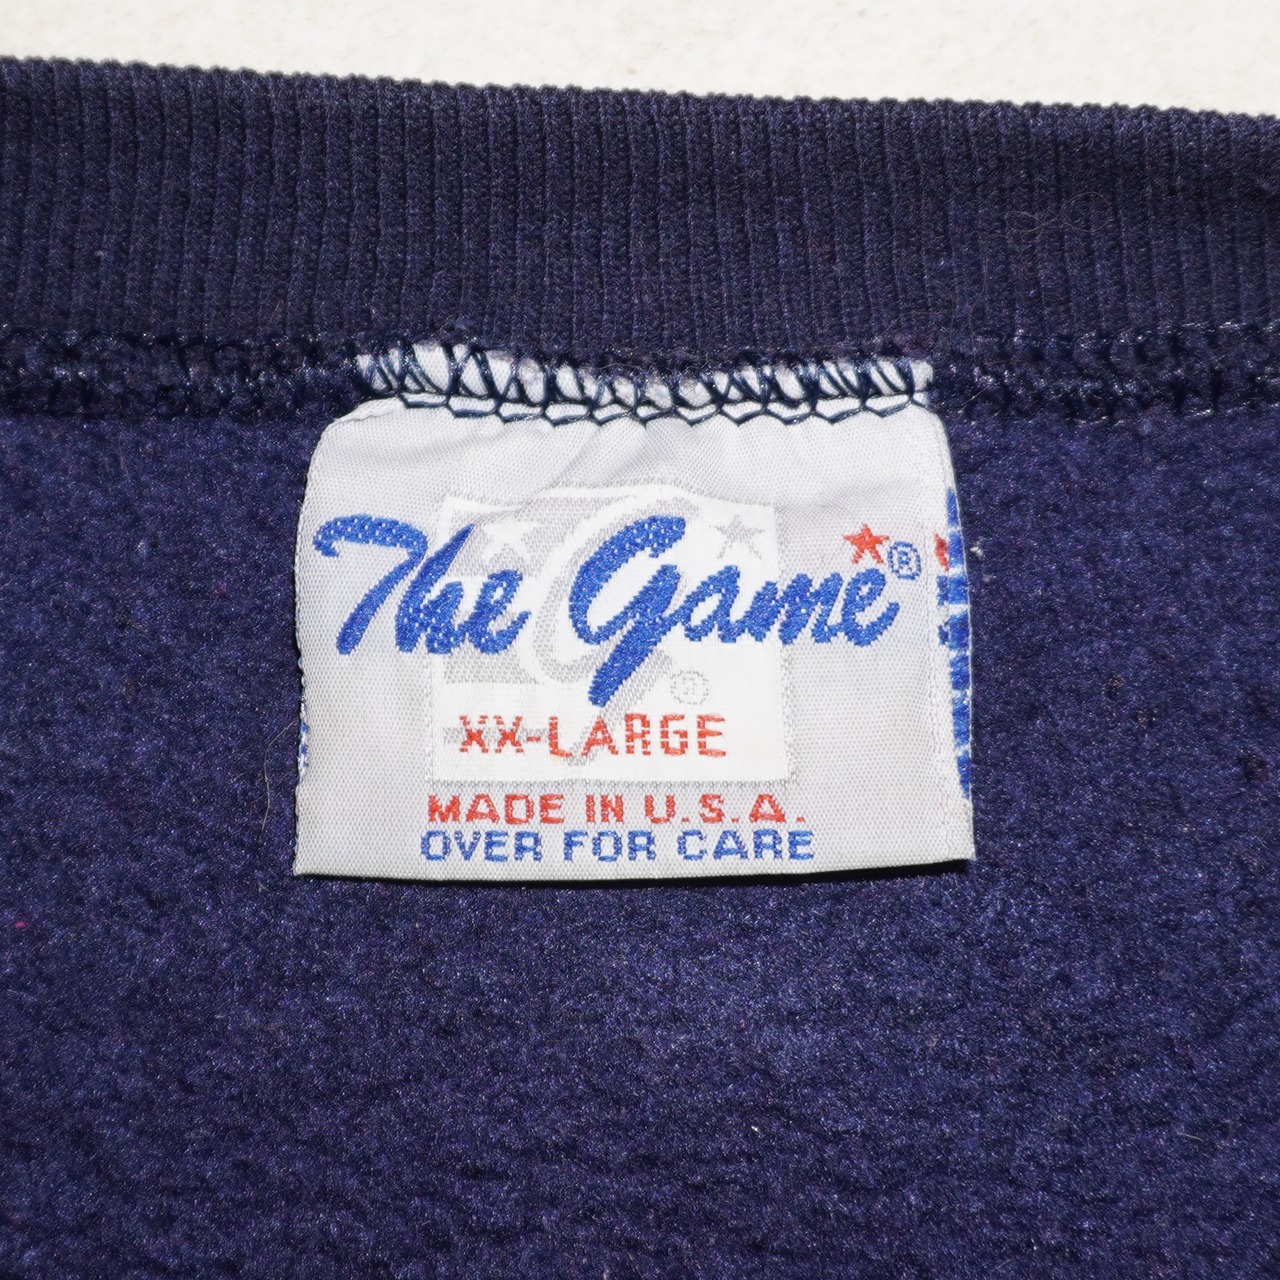 The Game®
®
XX-LARGE
MADE IN U.S.A.
OVER FOR CARE